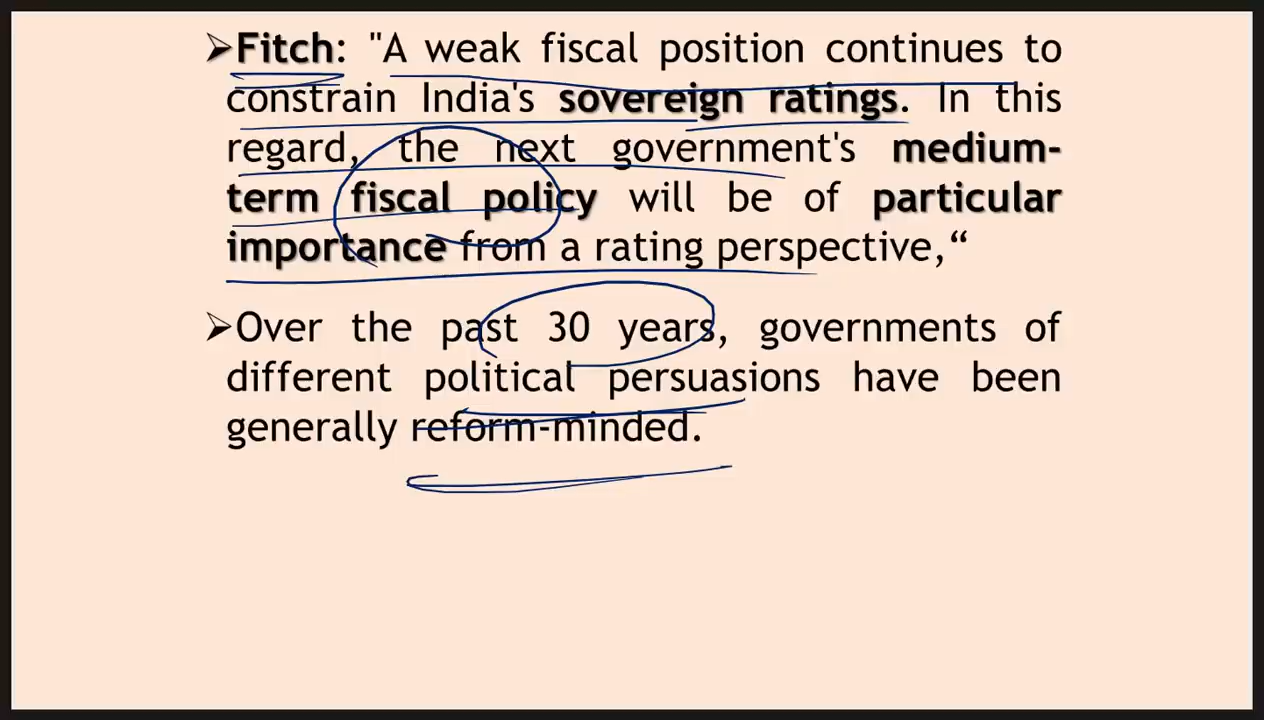 ➢Fitch: "A weak fiscal position continues to
constrain India's sovereign ratings. In this
regard, the next government's medium-
term fiscal policy will be of particular
importance from a rating perspective,“
➢Over the past 30 years, governments of
different political persuasions have been
generally reform-minded.